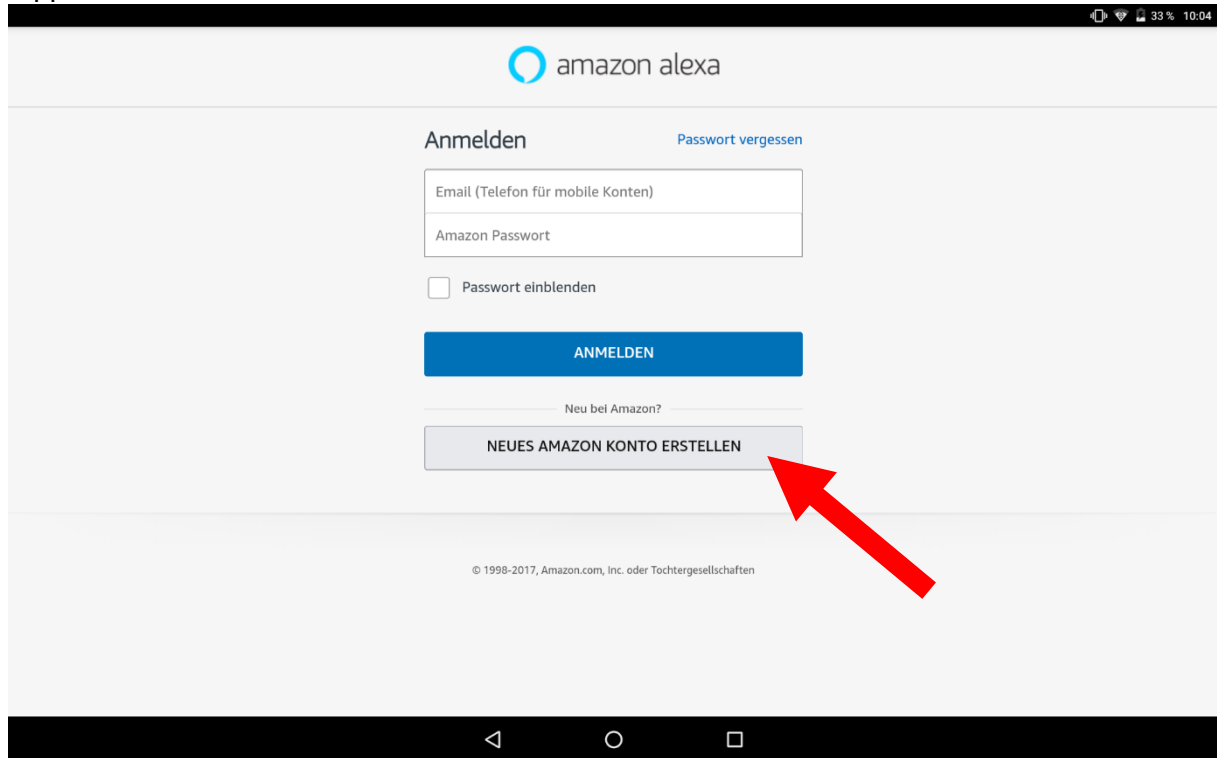 33 % 10:04
amazon alexa
Anmelden Passwort vergessen
Email (Telefon für mobile Konten)
Amazon Passwort
Passwort einblenden
ANMELDEN
Neu bei Amazon?
NEUES AMAZON KONTO ERSTELLEN
© 1998-2017, Amazon.com, Inc. oder Tochtergesellschaften